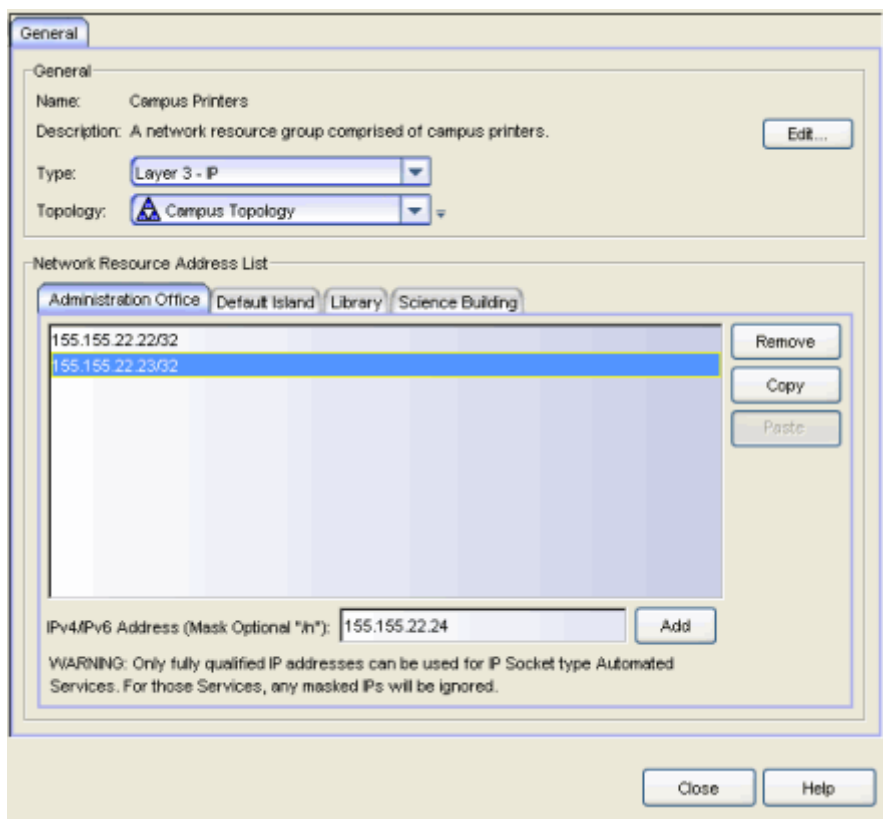 General
General
Name: Campus Printers
Description: A network resource group comprised of campus printers.
Edit...
Type: Layer 3 - IP
Topology: Campus Topology
Network Resource Address List
Administration Office Default Island Library Science Building
155.155.22.22/32
155.155.22.23/32
Remove
Copy
Paste
IPv4/IPv6 Address (Mask Optional "/n"): 155.155.22.24 Add
WARNING: Only fully qualified IP addresses can be used for IP Socket type Automated
Services. For those Services, any masked IPs will be ignored.
Close Help